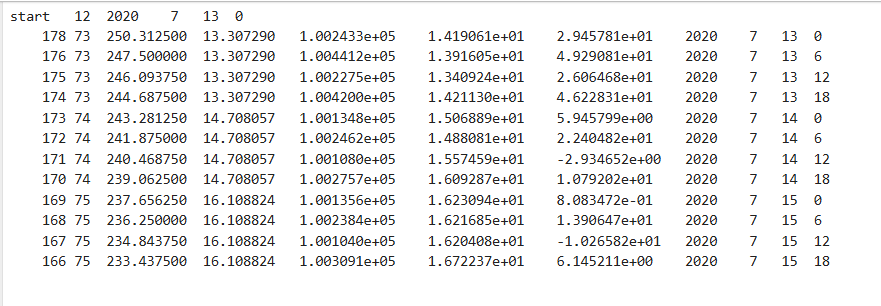 start 12 2020 7 13 0
178 73 250.312500 13.307290 1.002433e+05 1.419061e+01 2.945781e+01 2020 7 13 0
176 73 247.500000 13.307290 1.004412e+05 1.391605e+01 4.929081e+01 2020 7 13 6
175 73 246.093750 13.307290 1.002275e+05 1.340924e+01 2.606468e+01 2020 7 13 12
174 73 244.687500 13.307290 1.004200e+05 1.421130e+01 4.622831e+01 2020 7 13 18
173 74 243.281250 14.708057 1.001348e+05 1.506889e+01 5.945799e+00 2020 7 14 0
172 74 241.875000 14.708057 1.002462e+05 1.488081e+01 2.240482e+01 2020 7 14 6
171 74 240.468750 14.708057 1.001080e+05 1.557459e+01 -2.934652e+00 2020 7 14 12
170 74 239.062500 14.708057 1.002757e+05 1.609287e+01 1.079202e+01 2020 7 14 18
169 75 237.656250 16.108824 1.001356e+05 1.623094e+01 8.083472e-01 2020 7 15 0
168 75 236.250000 16.108824 1.002384e+05 1.621685e+01 1.390647e+01 2020 7 15 6
167 75 234.843750 16.108824 1.001040e+05 1.620408e+01 -1.026582e+01 2020 7 15 12
166 75 233.437500 16.108824 1.003091e+05 1.672237e+01 6.145211e+00 2020 7 15 18